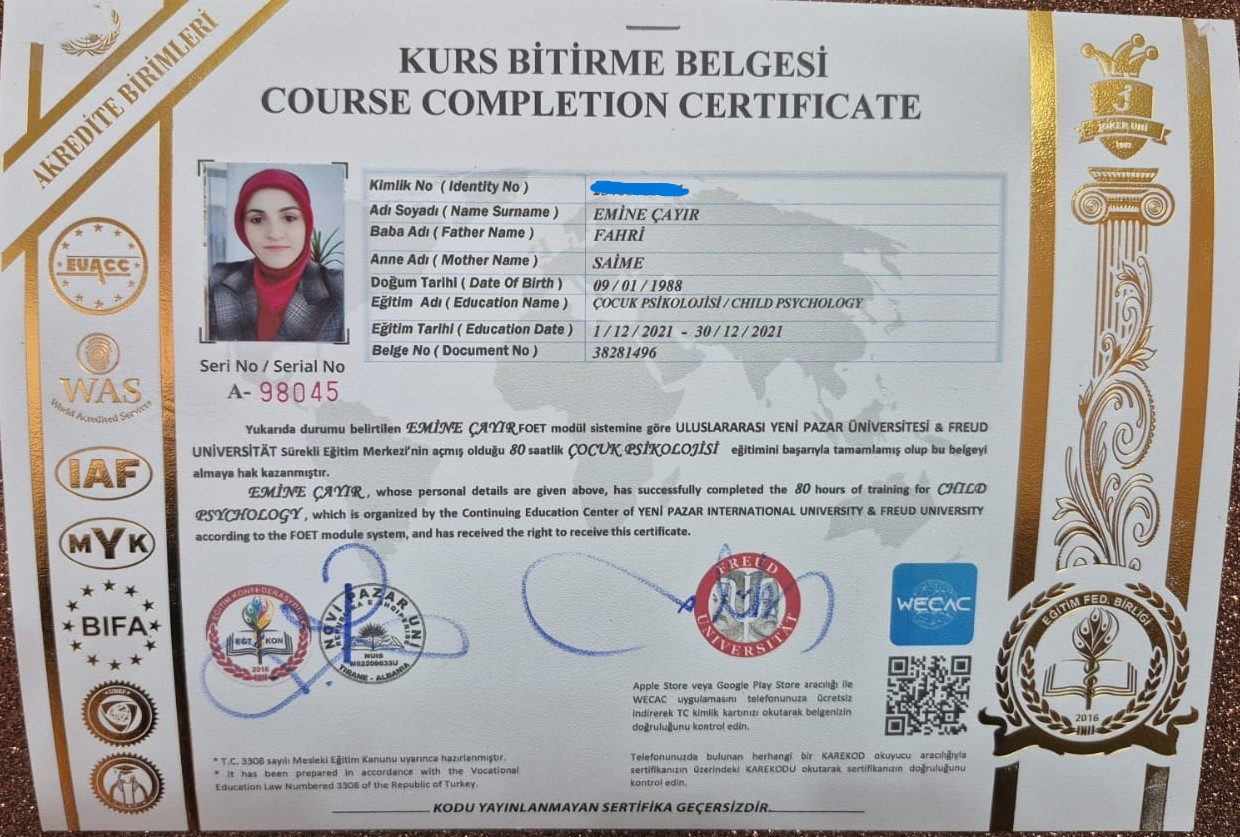 AKREDİTE BİRİMLERİ
KURS BİTİRME BELGESİ
COURSE COMPLETION CERTIFICATE
Kimlik No ( Identity No )
Adı Soyadı ( Name Surname ) EMİNE ÇAYIR
Baba Adı ( Father Name ) FAHRİ
Anne Adı ( Mother Name ) SAİME
Doğum Tarihi ( Date Of Birth ) 09 / 01 / 1988
Eğitim Adı ( Education Name ) ÇOCUK PSİKOLOJİSİ / CHILD PSYCHOLOGY
Eğitim Tarihi ( Education Date ) 1 / 12 / 2021 - 30 / 12 / 2021
Belge No ( Document No ) 38281496
Seri No / Serial No
A- 98045
Yukarıda durumu belirtilen EMİNE ÇAYIR, FOET modül sistemine göre ULUSLARARASI YENİ PAZAR ÜNİVERSİTESİ & FREUD
UNİVERSİTÄT Sürekli Eğitim Merkezi'nin açmış olduğu 80 saatlik ÇOCUK PSİKOLOJİSİ eğitimini başarıyla tamamlamış olup bu belgeyi
almaya hak kazanmıştır.
EMİNE ÇAYIR, whose personal details are given above, has successfully completed the 80 hours of training for CHILD
PSYCHOLOGY, which is organized by the Continuing Education Center of YENİ PAZAR INTERNATIONAL UNIVERSITY & FREUD UNIVERSITY
according to the FOET module system, and has received the right to receive this certificate.
EUACC
WAS
World Acredited Services
IAF
MYK
BIFA
JOKER UNI
EĞİTİM KONFEDERASYONU
EĞT KON
2016
NOVI PAZAR UNI
NUIS
M82209033U
TIRANE - ALBANIA
FREUD
UNIVERSITÄT
WECAC
EĞİTİM FED. BİRLİĞİ
2016
Apple Store veya Google Play Store aracılığı ile
WECAC uygulamasını telefonunuza ücretsiz
indirerek TC kimlik kartınızı okutarak belgenizin
doğruluğunu kontrol edin.
* T.C. 3308 sayılı Mesleki Eğitim Kanunu uyarınca hazırlanmıştır.
* It has been prepared in accordance with the Vocational
Education Law Numbered 3308 of the Republic of Turkey.
Telefonunuzda bulunan herhangi bir KAREKOD okuyucu aracılığıyla
sertifikanızın üzerindeki KAREKODU okutarak sertifikanızın doğruluğunu
kontrol edin.
KODU YAYINLANMAYAN SERTİFİKA GEÇERSİZDİR.